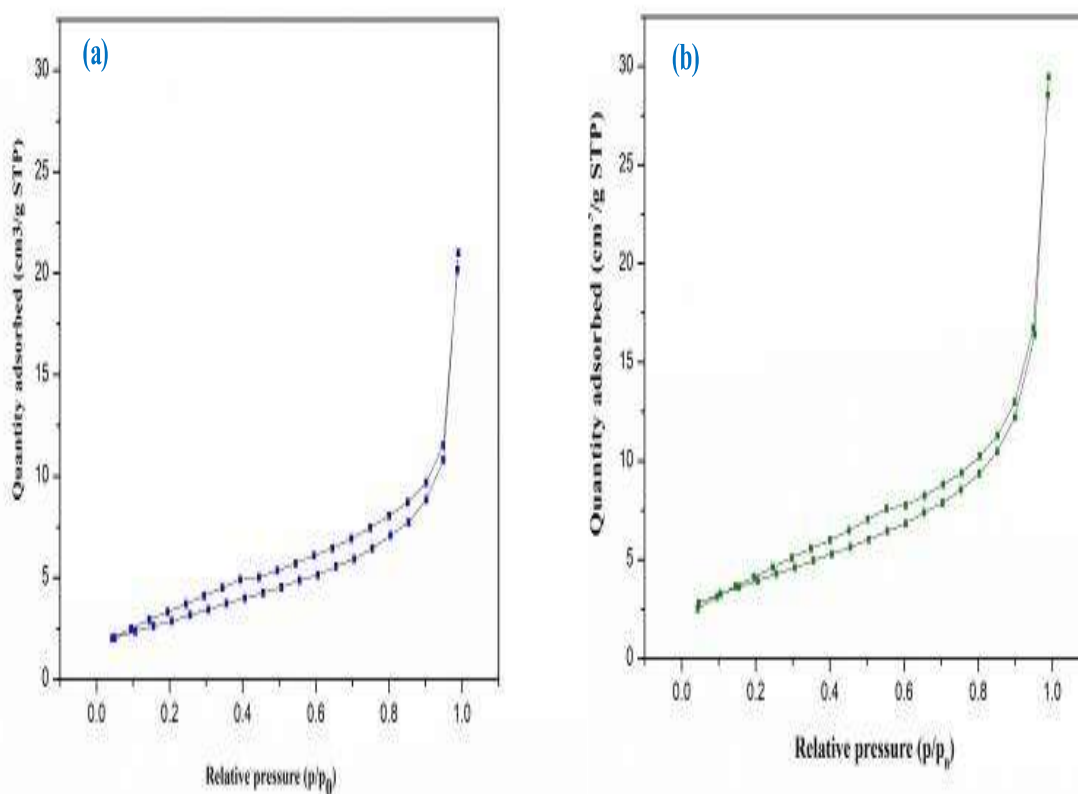 (a)
30
25
20
15
10
5
0
Quantity adsorbed (cm3/g STP)
0.0 0.2 0.4 0.6 0.8 1.0
Relative pressure (p/p0)
(b)
30
25
20
15
10
5
0
Quantity adsorbed (cm³/g STP)
0.0 0.2 0.4 0.6 0.8 1.0
Relative pressure (p/p0)